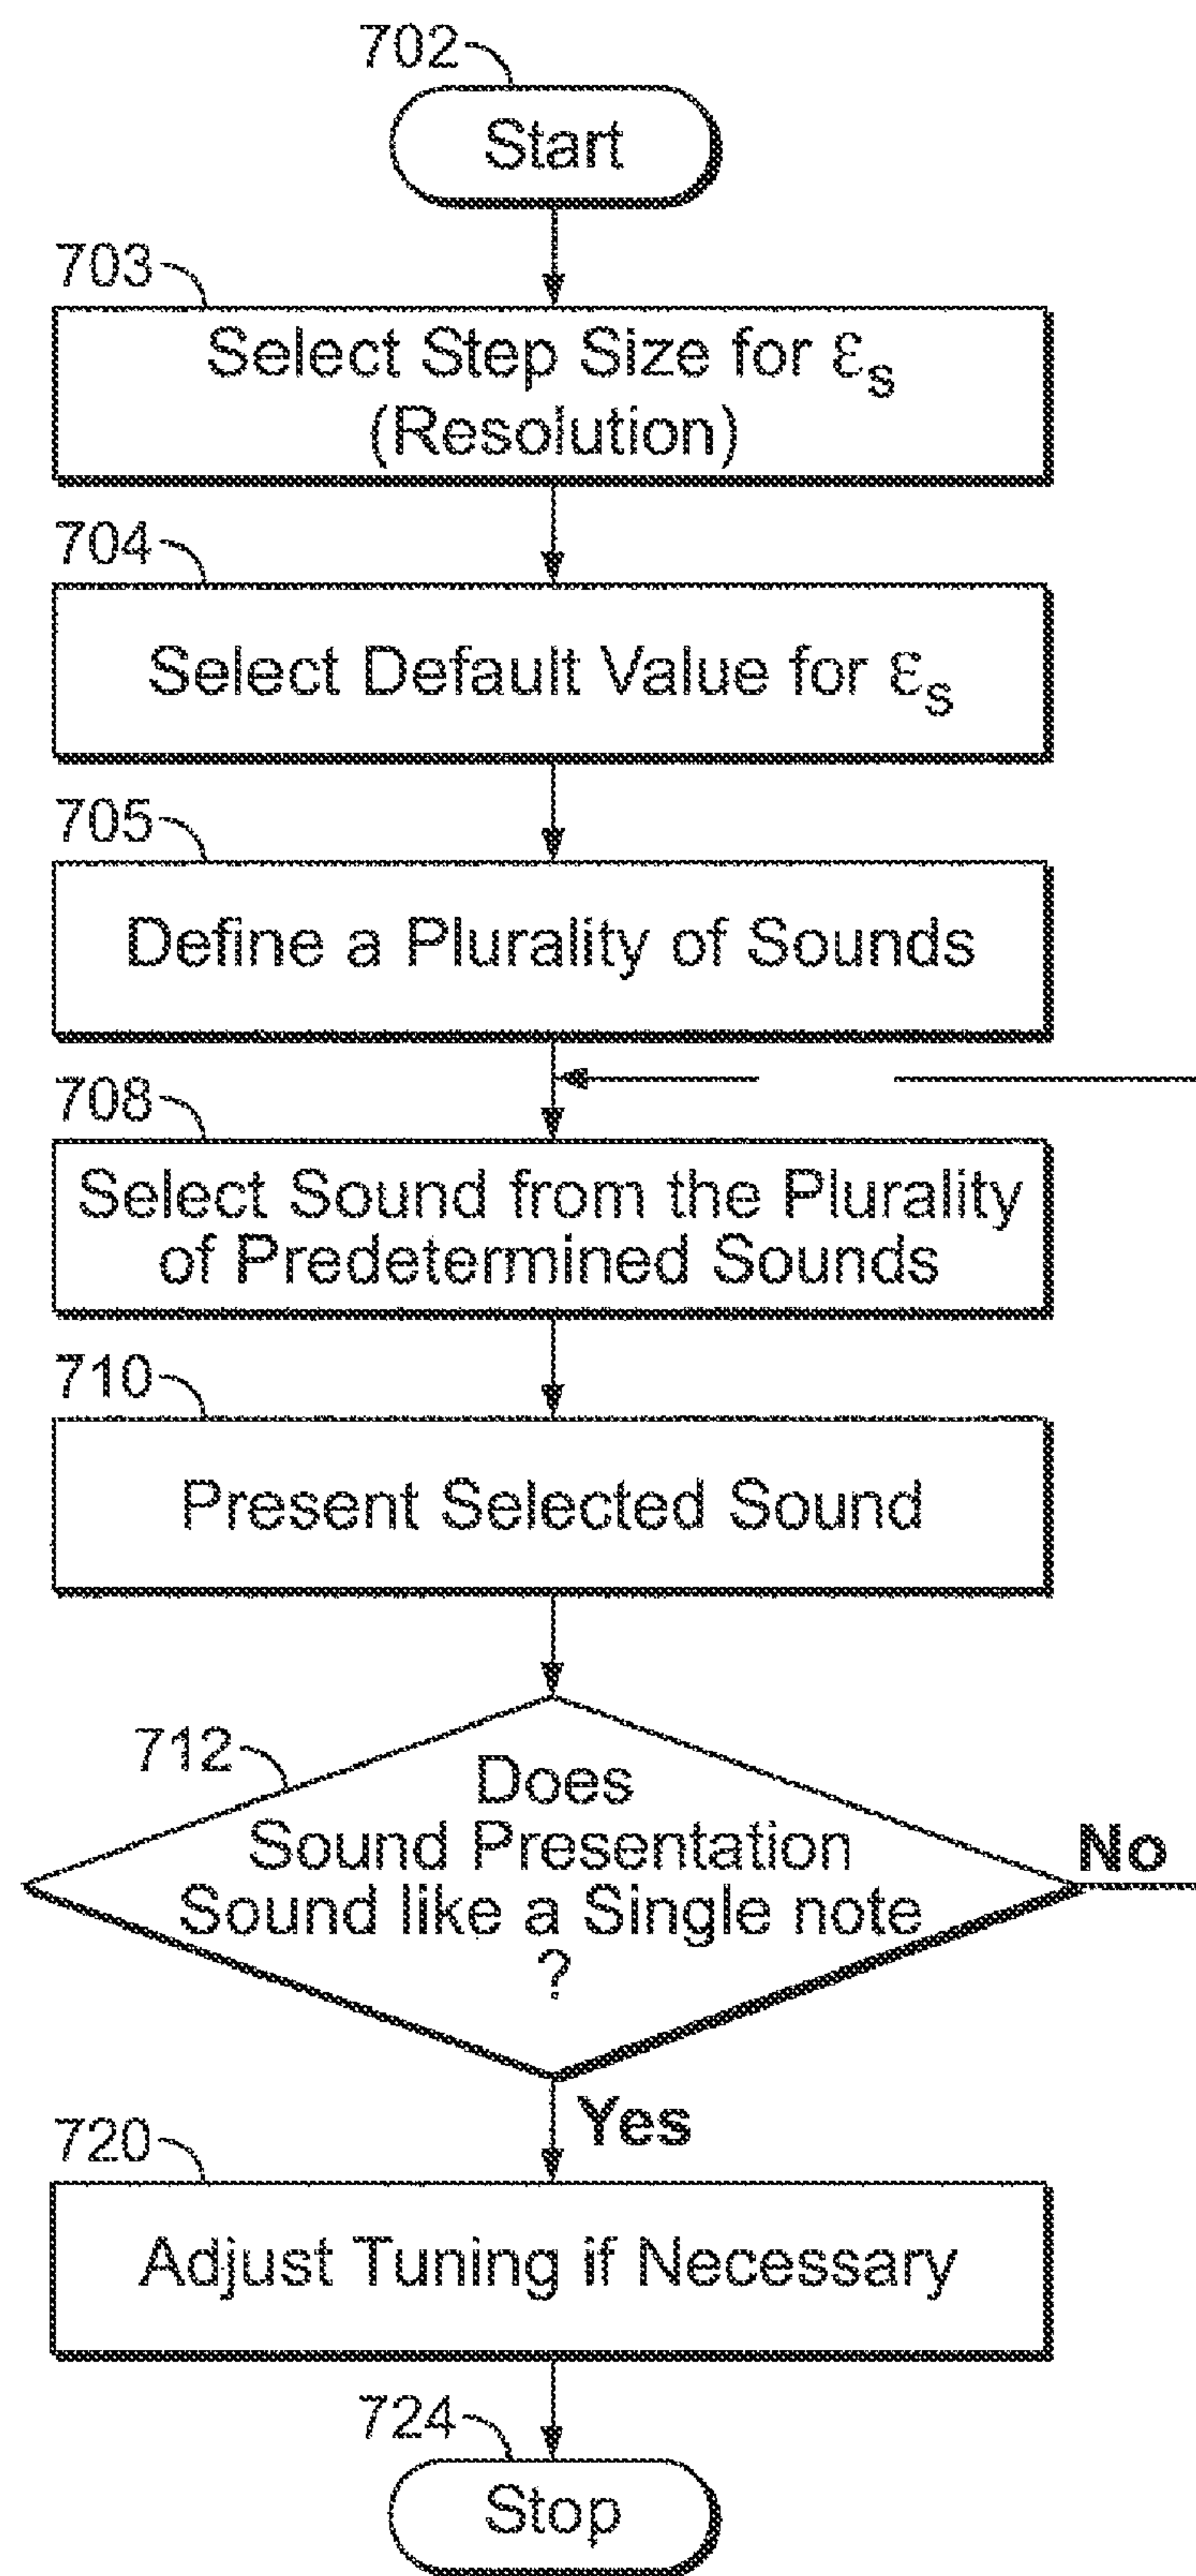 702
Start
703
Select Step Size for εs
(Resolution)
704
Select Default Value for εs
705
Define a Plurality of Sounds
708
Select Sound from the Plurality
of Predetermined Sounds
710
Present Selected Sound
712
Does
Sound Presentation
Sound like a Single note
?
No
Yes
720
Adjust Tuning if Necessary
724
Stop